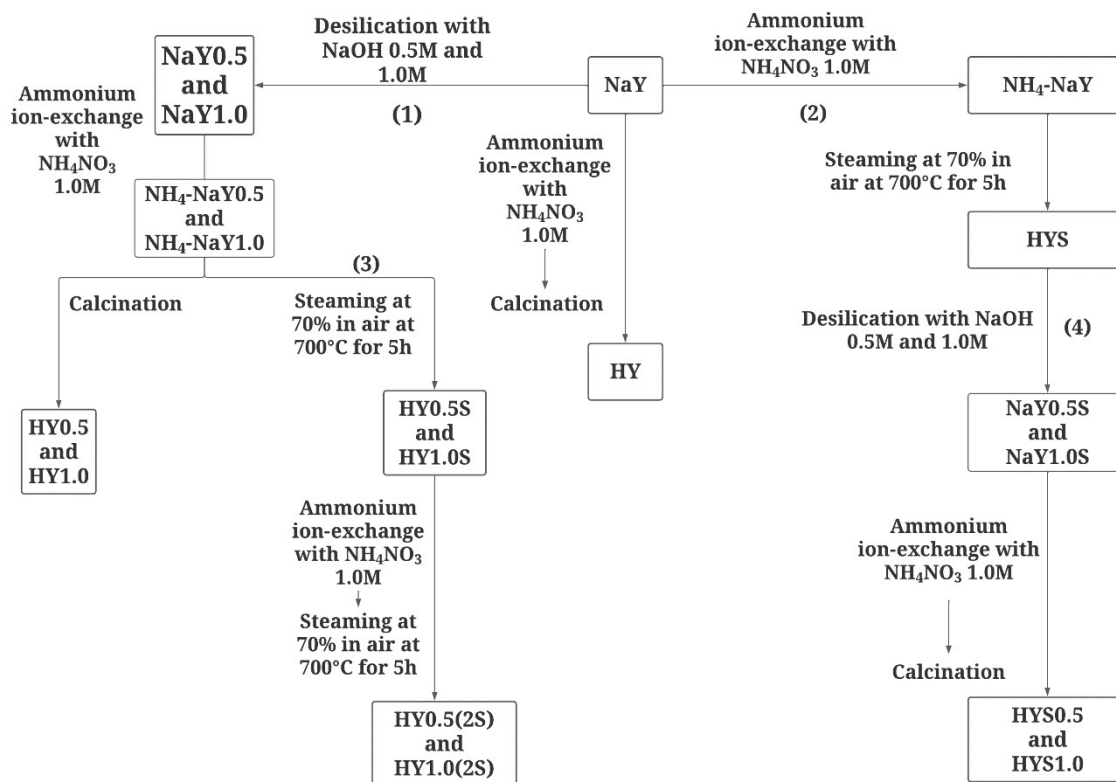 Desilication with
NaOH 0.5M and
1.0M
(1)
NaY0.5
and
NaY1.0
NaY
Ammonium
ion-exchange with
NH₄NO₃ 1.0M
(2)
NH₄-NaY
Ammonium
ion-exchange
with
NH₄NO₃
1.0M
NH₄-NaY0.5
and
NH₄-NaY1.0
Ammonium
ion-exchange
with
NH₄NO₃
1.0M
Calcination
HY
Steaming at 70% in
air at 700°C for 5h
HYS
(3)
Calcination
Steaming at
70% in air at
700°C for 5h
HY0.5
and
HY1.0
HY0.5S
and
HY1.0S
Desilication with NaOH
0.5M and 1.0M
(4)
NaY0.5S
and
NaY1.0S
Ammonium
ion-exchange
with NH₄NO₃
1.0M
Steaming at
70% in air at
700°C for 5h
HY0.5(2S)
and
HY1.0(2S)
Ammonium
ion-exchange with
NH₄NO₃ 1.0M
Calcination
HYS0.5
and
HYS1.0